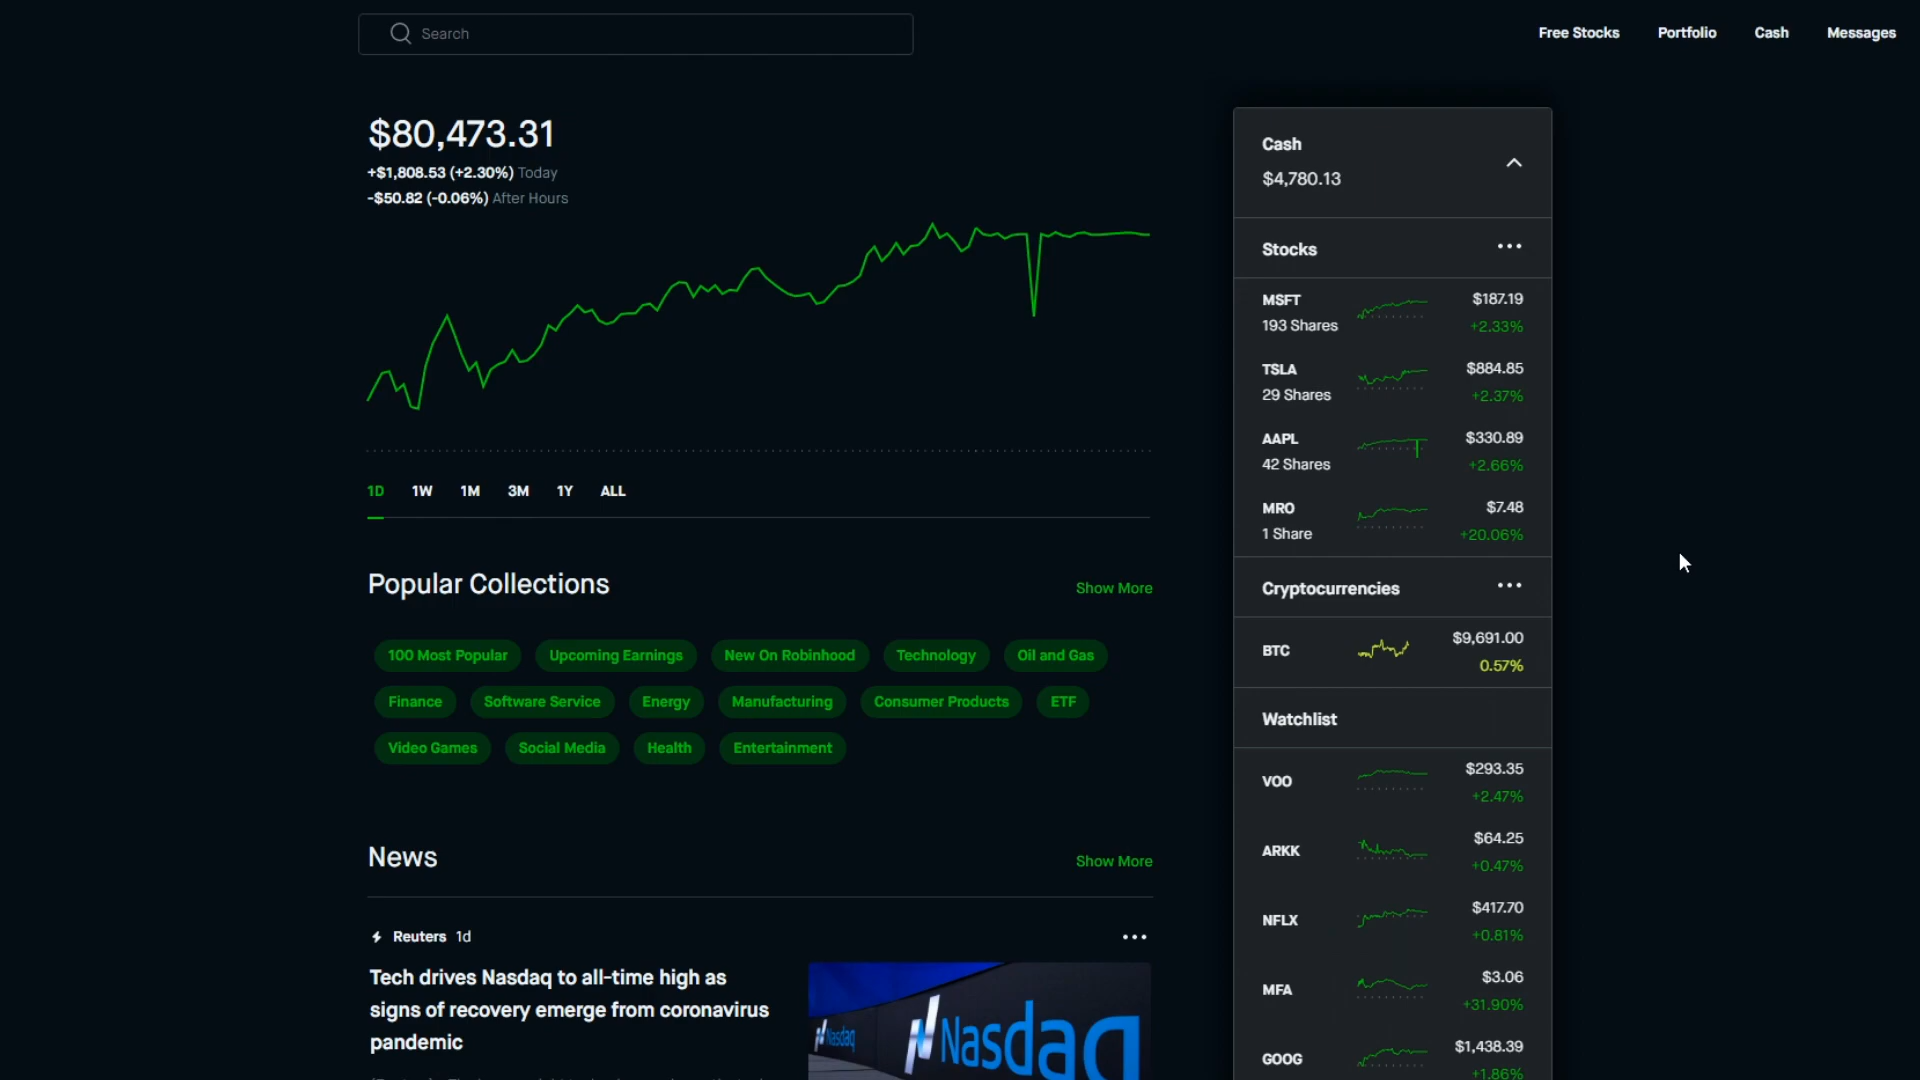 Search
Free Stocks
Portfolio
Cash
Messages
$80,473.31
+$1,808.53 (+2.30%) Today
-$50.82 (-0.06%) After Hours
1D
1W
1M
3M
1Y
ALL
Popular Collections
Show More
100 Most Popular
Upcoming Earnings
New On Robinhood
Technology
Oil and Gas
Finance
Software Service
Energy
Manufacturing
Consumer Products
ETF
Video Games
Social Media
Health
Entertainment
News
Show More
Reuters 1d
Tech drives Nasdaq to all-time high as
signs of recovery emerge from coronavirus
pandemic
Nasdaq
Nasdaq
Cash
$4,780.13
Stocks
MSFT
193 Shares
$187.19
+2.33%
TSLA
29 Shares
$884.85
+2.37%
AAPL
42 Shares
$330.89
+2.66%
MRO
1 Share
$7.48
+20.06%
Cryptocurrencies
BTC
$9,691.00
0.57%
Watchlist
VOO
$293.35
+2.47%
ARKK
$64.25
+0.47%
NFLX
$417.70
+0.81%
MFA
$3.06
+31.90%
GOOG
$1,438.39
+1.86%